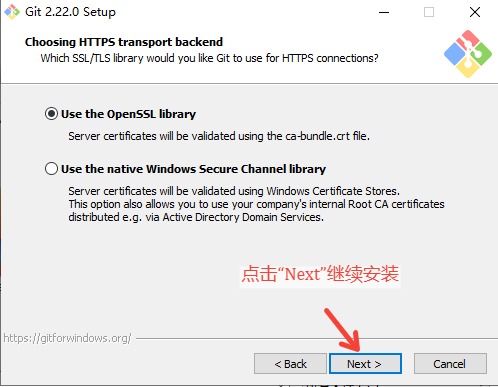 Git 2.22.0 Setup
Choosing HTTPS transport backend
Which SSL/TLS library would you like Git to use for HTTPS connections?
Use the OpenSSL library
Server certificates will be validated using the ca-bundle.crt file.
Use the native Windows Secure Channel library
Server certificates will be validated using Windows Certificate Stores.
This option also allows you to use your company's internal Root CA certificates
distributed e.g. via Active Directory Domain Services.
点击“Next”继续安装
https://gitforwindows.org/
< Back
Next >
Cancel